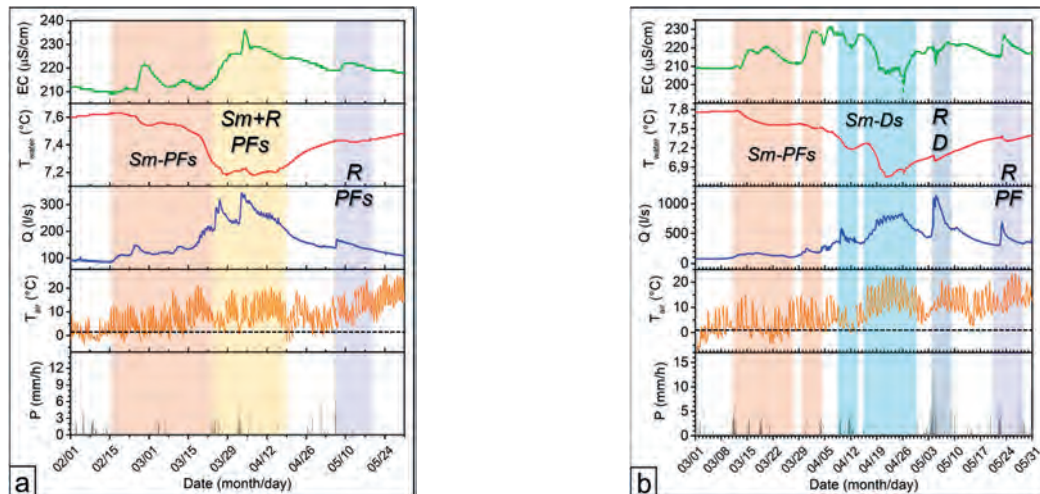 240
230
220
210
EC (µS/cm)
7.6
7.4
7.2
T water (°C)
Sm-PFs
Sm+R
PFs
R
PFs
300
200
100
Q (l/s)
20
10
0
T air (°C)
12
9
6
3
0
P (mm/h)
02/01
02/15
03/01
03/15
03/29
04/12
04/26
05/10
05/24
Date (month/day)
a
230
220
210
200
EC (µS/cm)
7.8
7.5
7.2
6.9
T water (°C)
Sm-PFs
Sm-Ds
R
D
R
PF
1000
500
0
Q (l/s)
20
10
0
T air (°C)
15
10
5
0
P (mm/h)
03/01
03/08
03/15
03/22
03/29
04/05
04/12
04/19
04/26
05/03
05/10
05/17
05/24
05/31
Date (month/day)
b